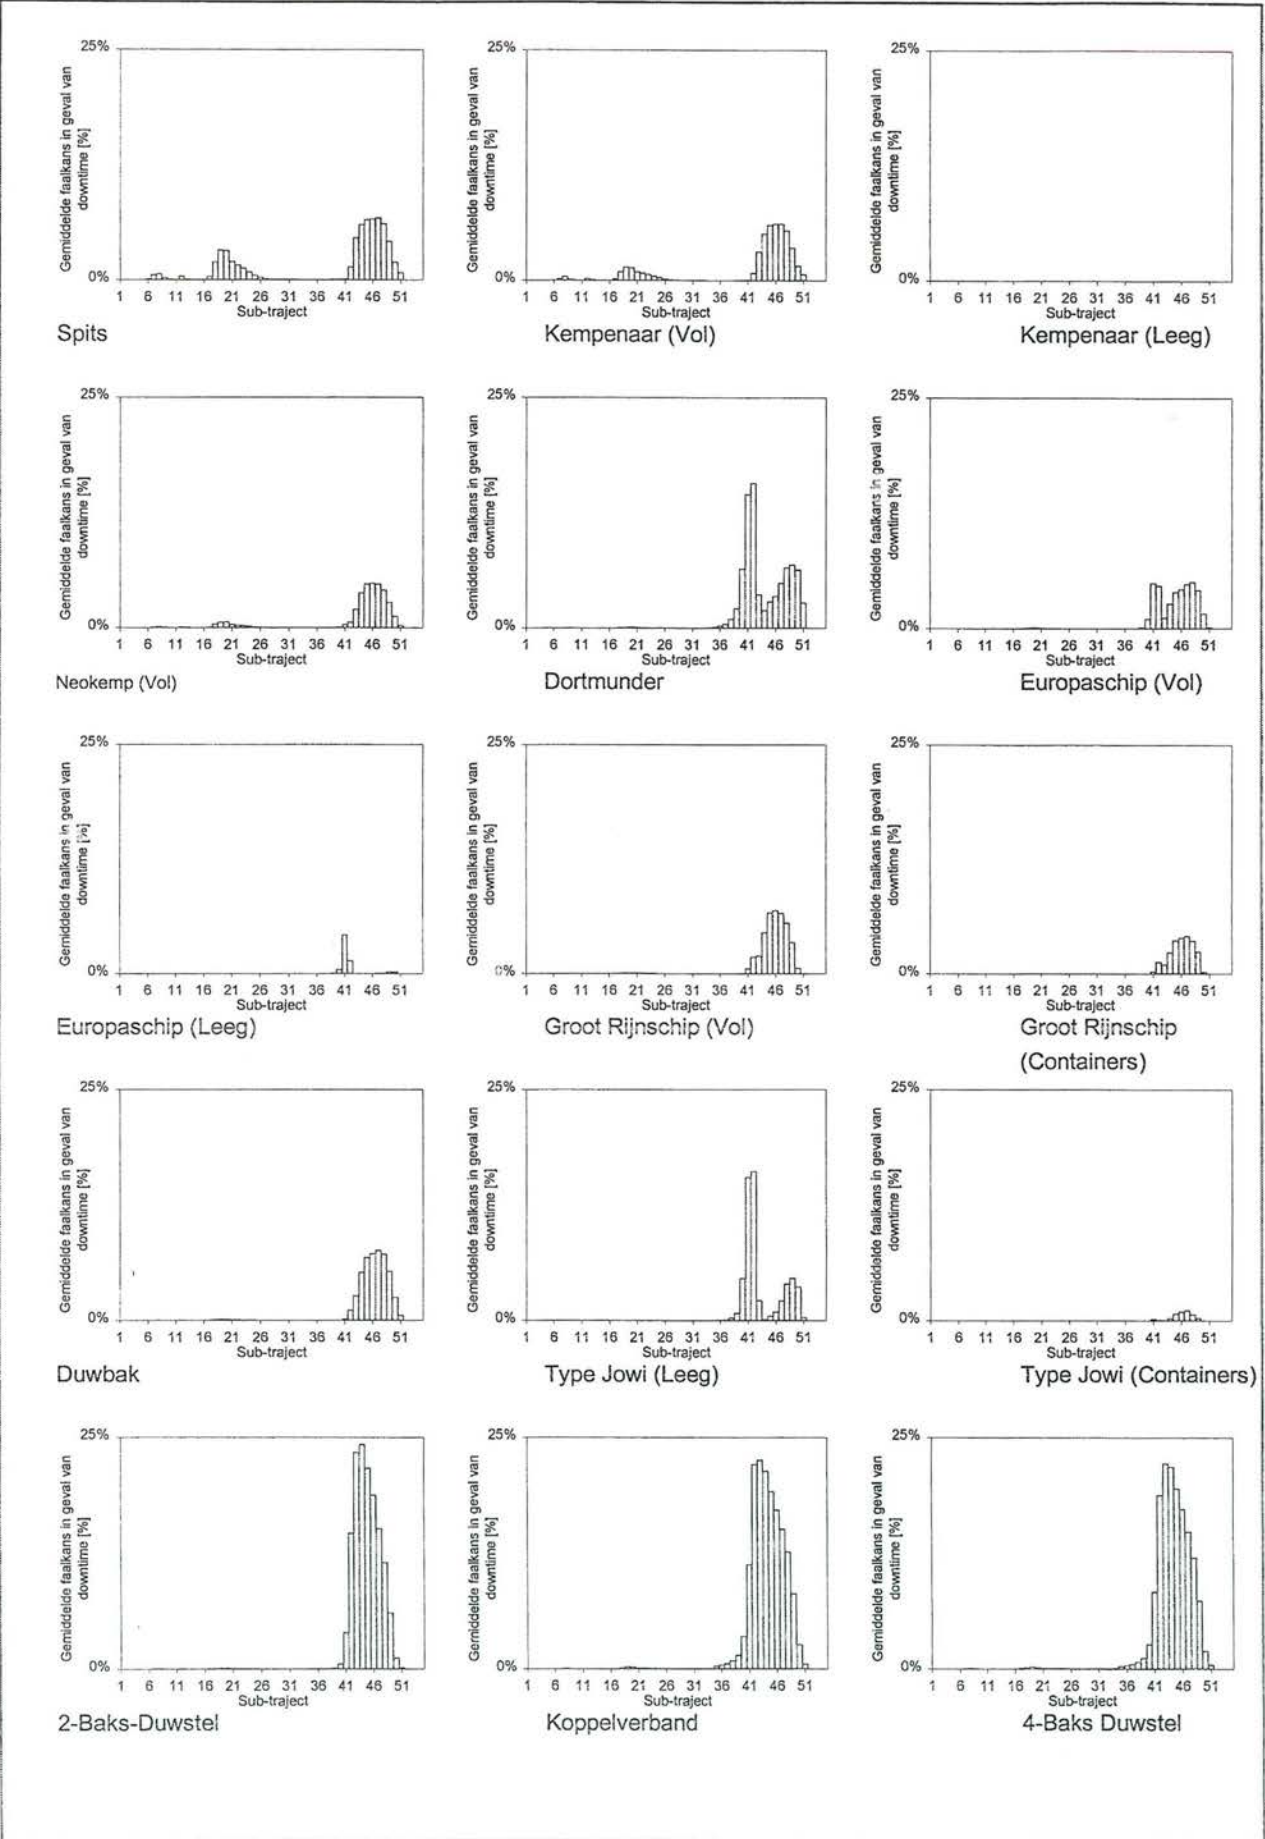 25%
Gemiddelde faalkans in geval van
downtime [%]
0%
1 6 11 16 21 26 31 36 41 46 51
Sub-traject
Spits
25%
Gemiddelde faalkans in geval van
downtime [%]
0%
1 6 11 16 21 26 31 36 41 46 51
Sub-traject
Kempenaar (Vol)
25%
Gemiddelde faalkans in geval van
downtime [%]
0%
1 6 11 16 21 26 31 36 41 46 51
Sub-traject
Kempenaar (Leeg)
25%
Gemiddelde faalkans in geval van
downtime [%]
0%
1 6 11 16 21 26 31 36 41 46 51
Sub-traject
Neokemp (Vol)
25%
Gemiddelde faalkans in geval van
downtime [%]
0%
1 6 11 16 21 26 31 36 41 46 51
Sub-traject
Dortmunder
25%
Gemiddelde faalkans in geval van
downtime [%]
0%
1 6 11 16 21 26 31 36 41 46 51
Sub-traject
Europaschip (Vol)
25%
Gemiddelde faalkans in geval van
downtime [%]
0%
1 6 11 16 21 26 31 36 41 46 51
Sub-traject
Europaschip (Leeg)
25%
Gemiddelde faalkans in geval van
downtime [%]
0%
1 6 11 16 21 26 31 36 41 46 51
Sub-traject
Groot Rijnschip (Vol)
25%
Gemiddelde faalkans in geval van
downtime [%]
0%
1 6 11 16 21 26 31 36 41 46 51
Sub-traject
Groot Rijnschip
(Containers)
25%
Gemiddelde faalkans in geval van
downtime [%]
0%
1 6 11 16 21 26 31 36 41 46 51
Sub-traject
Duwbak
25%
Gemiddelde faalkans in geval van
downtime [%]
0%
1 6 11 16 21 26 31 36 41 46 51
Sub-traject
Type Jowi (Leeg)
25%
Gemiddelde faalkans in geval van
downtime [%]
0%
1 6 11 16 21 26 31 36 41 46 51
Sub-traject
Type Jowi (Containers)
25%
Gemiddelde faalkans in geval van
downtime [%]
0%
1 6 11 16 21 26 31 36 41 46 51
Sub-traject
2-Baks-Duwstel
25%
Gemiddelde faalkans in geval van
downtime [%]
0%
1 6 11 16 21 26 31 36 41 46 51
Sub-traject
Koppelverband
25%
Gemiddelde faalkans in geval van
downtime [%]
0%
1 6 11 16 21 26 31 36 41 46 51
Sub-traject
4-Baks Duwstel